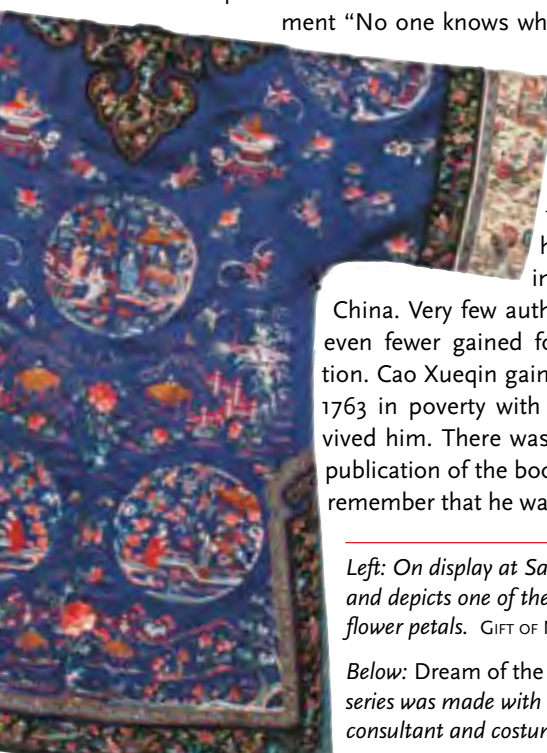 ment “No one knows wh
h
in
China. Very few auth
even fewer gained fo
tion. Cao Xueqin gain
1763 in poverty with
vived him. There was
publication of the boo
remember that he wa
Left: On display at Sa
and depicts one of the
flower petals. GIFT OF
Below: Dream of the
series was made with
consultant and costur